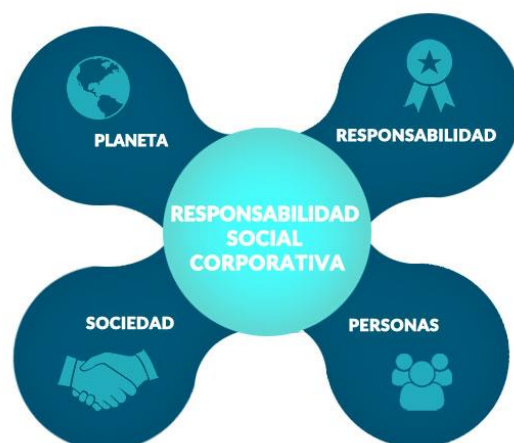 PLANETA
RESPONSABILIDAD
RESPONSABILIDAD
SOCIAL
CORPORATIVA
SOCIEDAD
PERSONAS